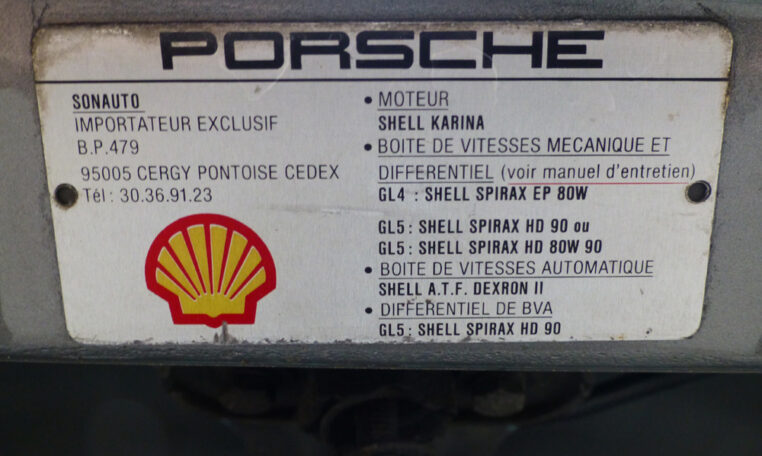 PORSCHE
SONAUTO
IMPORTATEUR EXCLUSIF
B.P.479
95005 CERGY PONTOISE CEDEX
Tél : 30.36.91.23
• MOTEUR
SHELL KARINA
• BOITE DE VITESSES MECANIQUE ET
DIFFERENTIEL (voir manuel d'entretien)
GL4 : SHELL SPIRAX EP 80W
GL5 : SHELL SPIRAX HD 90 ou
GL5 : SHELL SPIRAX HD 80W 90
• BOITE DE VITESSES AUTOMATIQUE
SHELL A.T.F. DEXRON II
• DIFFERENTIEL DE BVA
GL5 : SHELL SPIRAX HD 90